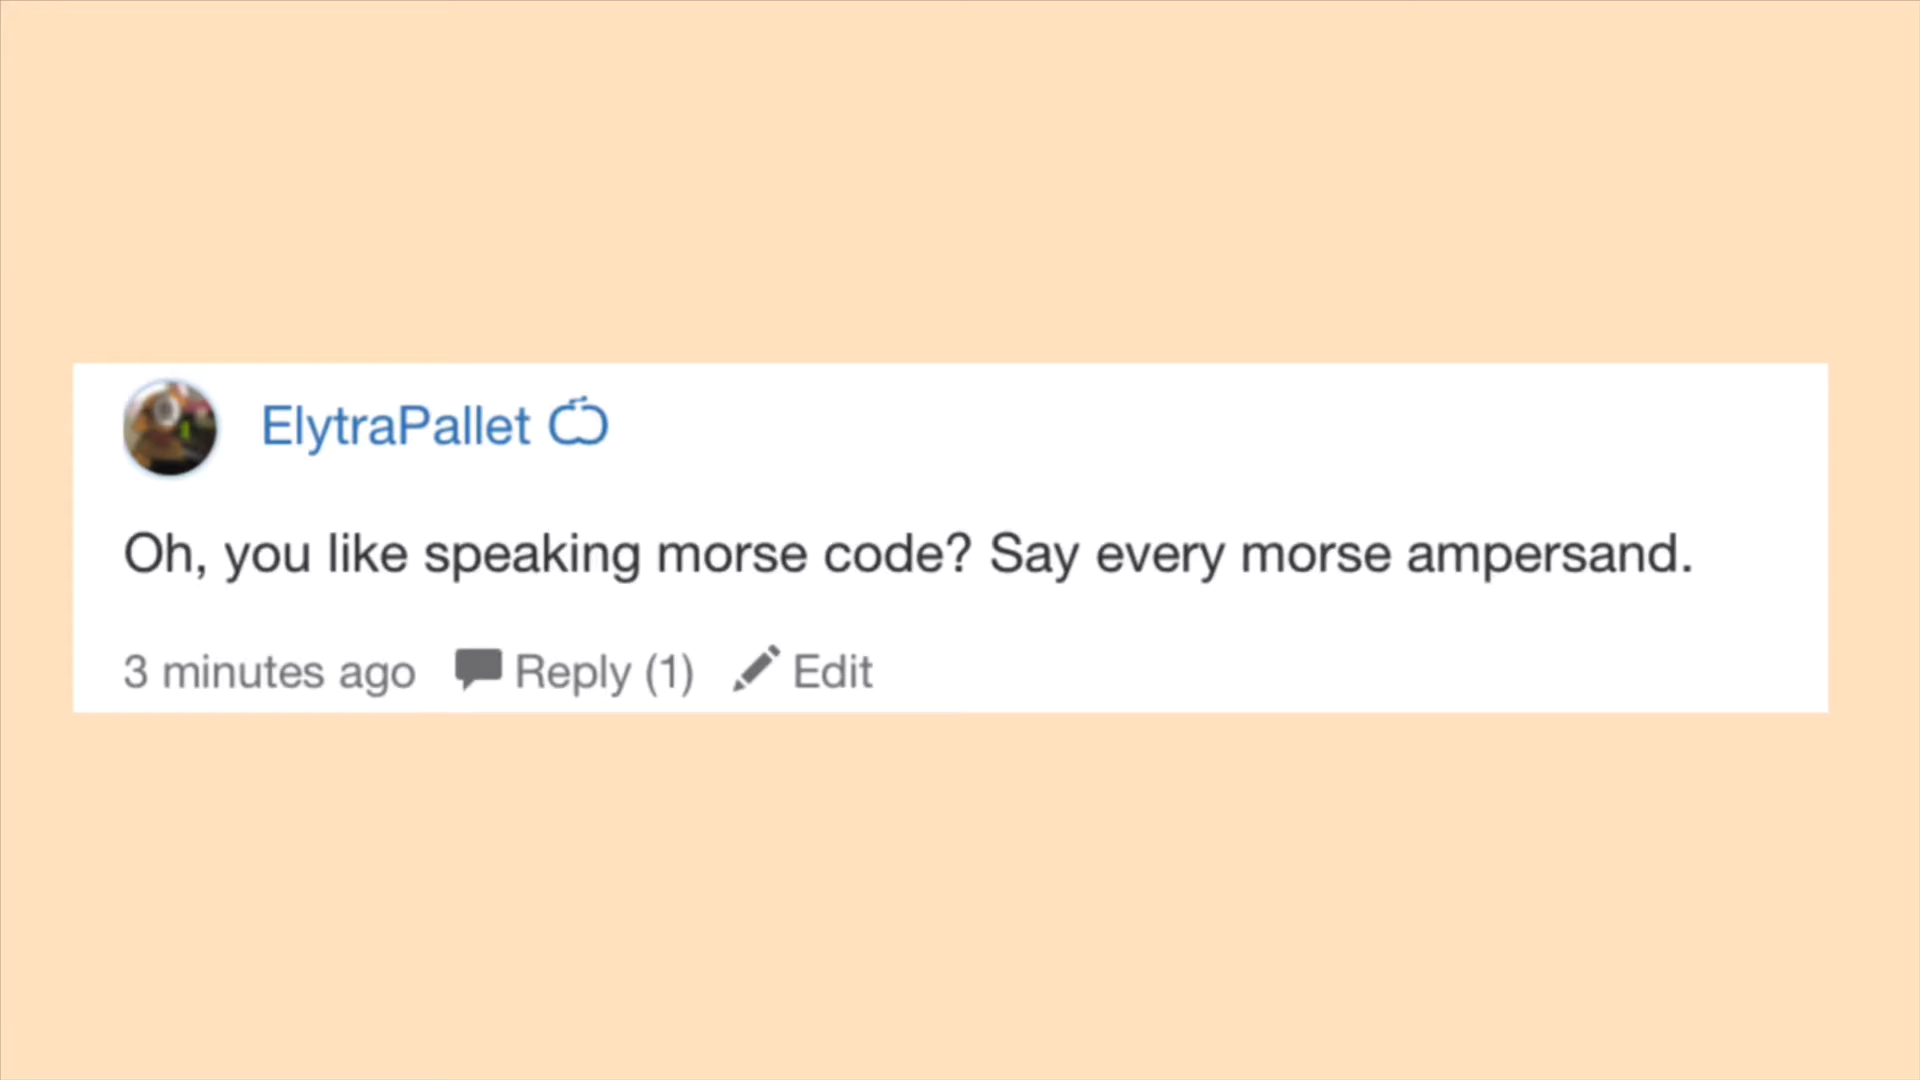 ElytraPallet
Oh, you like speaking morse code? Say every morse ampersand.
3 minutes ago Reply (1) Edit